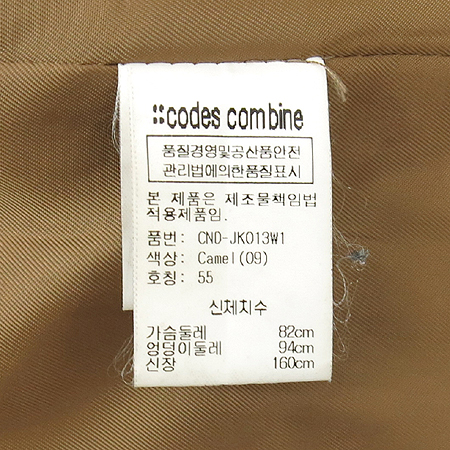 codes combine
품질경영및공산품안전
관리법에의한품질표시
본 제품은 제조물책임법
적용제품임.
품번: CND-JK013W1
색상: Camel(09)
호칭: 55
신체치수
가슴둘레 82cm
엉덩이둘레 94cm
신장 160cm